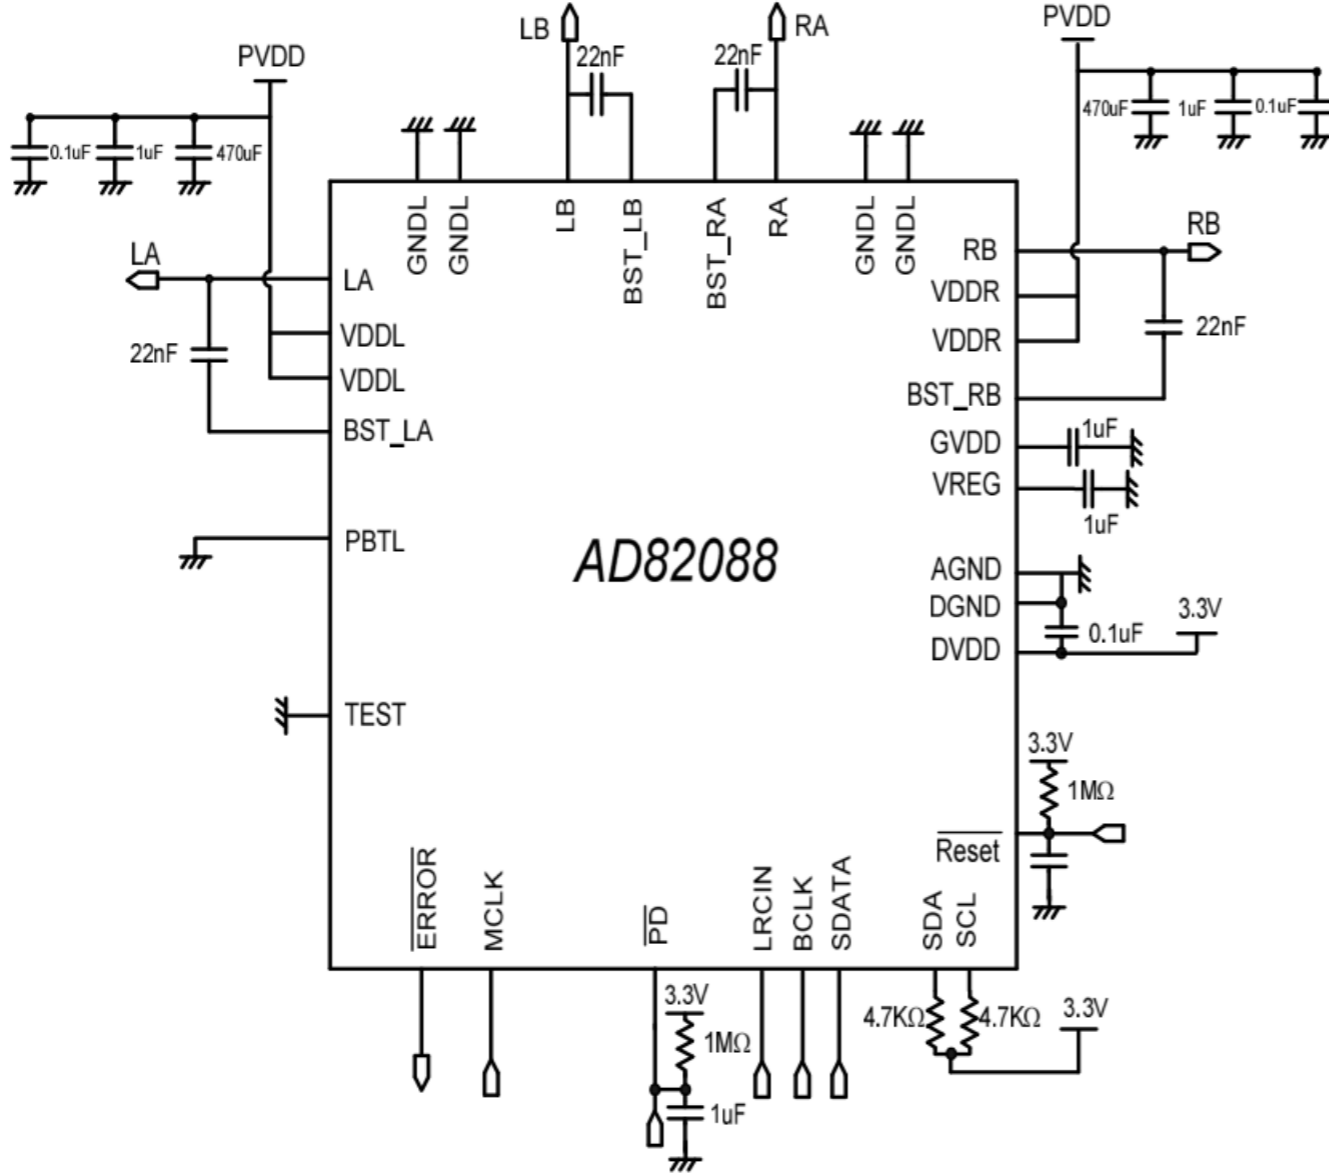 LB
RA
PVDD
22nF
22nF
PVDD
0.1uF
1uF
470uF
470uF
1uF
0.1uF
GNDL
GNDL
LB
BST_LB
BST_RA
RA
GNDL
GNDL
LA
LA
22nF
VDDL
VDDL
BST_LA
PBTL
TEST
RB
RB
VDDR
VDDR
22nF
BST_RB
GVDD
1uF
VREG
1uF
AD82088
AGND
DGND
DVDD
0.1uF
3.3V
3.3V
1MΩ
Reset
ERROR
MCLK
PD
LRCIN
BCLK
SDATA
SDA
SCL
3.3V
1MΩ
1uF
4.7KΩ
4.7KΩ
3.3V